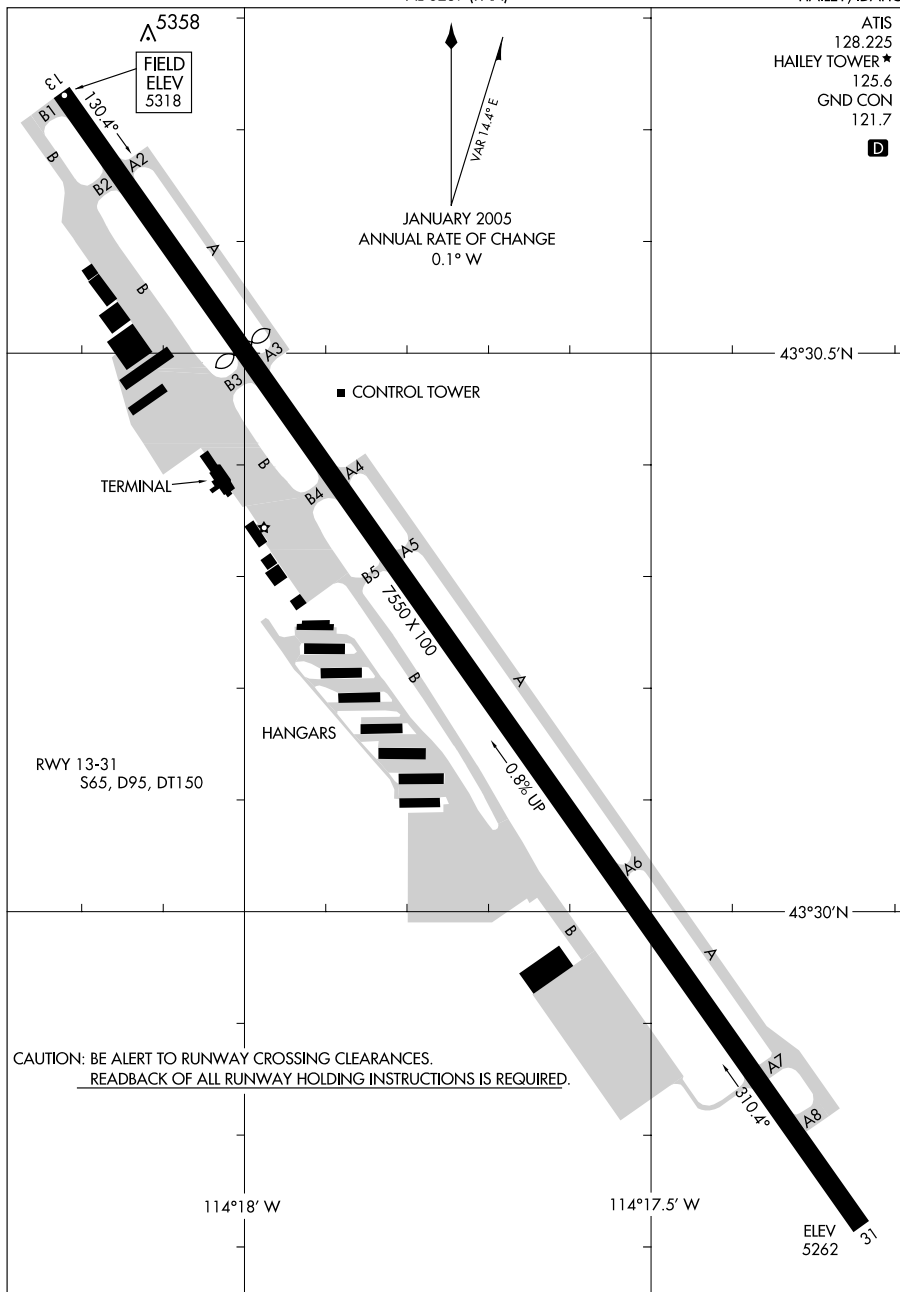 ATIS
128.225
HAILEY TOWER★
125.6
GND CON
121.7
D
5358
FIELD
ELEV
5318
13
130.4°
VAR 14.4° E
JANUARY 2005
ANNUAL RATE OF CHANGE
0.1° W
B1
B
B2
A2
A
B
43°30.5'N
A3
B3
CONTROL TOWER
B
A4
TERMINAL
B4
A5
B5
7550 X 100
B
A
HANGARS
RWY 13-31
S65, D95, DT150
0.8% UP
A6
43°30'N
B
A
CAUTION: BE ALERT TO RUNWAY CROSSING CLEARANCES.
READBACK OF ALL RUNWAY HOLDING INSTRUCTIONS IS REQUIRED.
A7
310.4°
A8
114°18' W
114°17.5' W
ELEV
5262
31